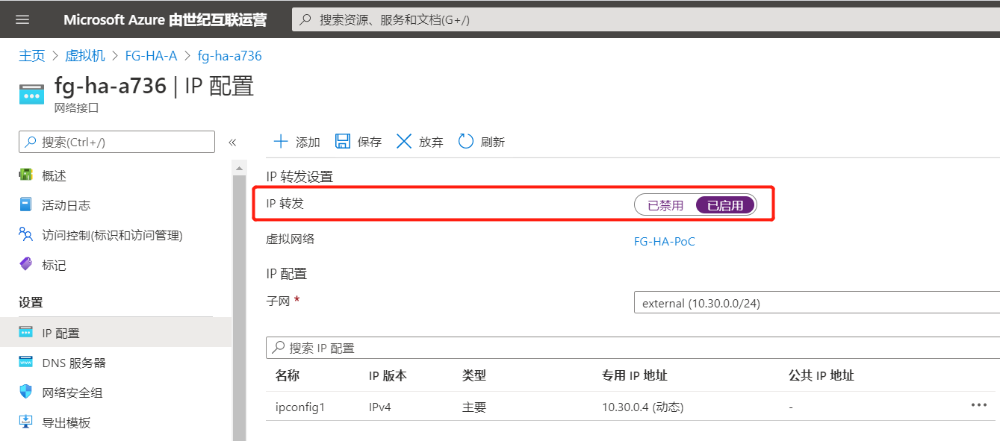 Microsoft Azure 由世纪互联运营
搜索资源、服务和文档(G+/)
主页 > 虚拟机 > FG-HA-A > fg-ha-a736
fg-ha-a736 | IP 配置
网络接口
搜索(Ctrl+/)
«
添加 保存 放弃 刷新
概述
活动日志
访问控制(标识和访问管理)
标记
设置
IP 配置
DNS 服务器
网络安全组
导出模板
IP 转发设置
IP 转发 已禁用 已启用
虚拟网络 FG-HA-PoC
IP 配置
子网 * external (10.30.0.0/24)
搜索 IP 配置
名称 IP 版本 类型 专用 IP 地址 公共 IP 地址
ipconfig1 IPv4 主要 10.30.0.4 (动态) - •••